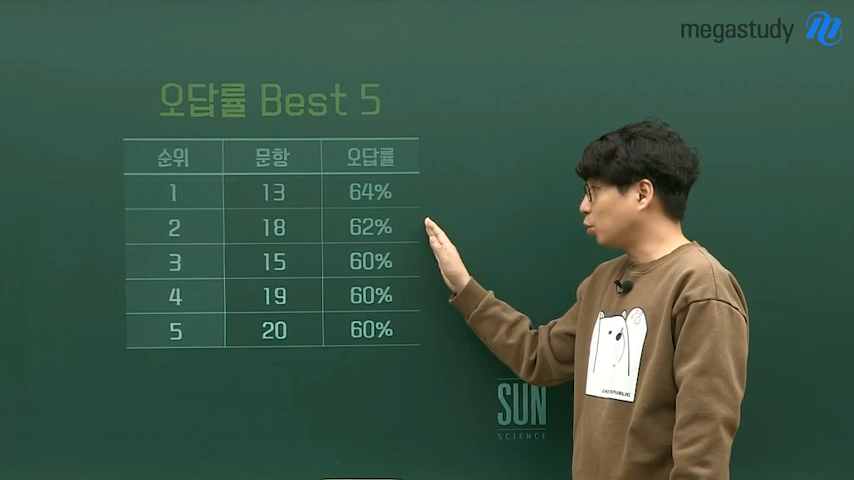 megastudy
오답률 Best 5
순위 문항 오답률
1 13 64%
2 18 62%
3 15 60%
4 19 60%
5 20 60%
SUN
SCIENCE